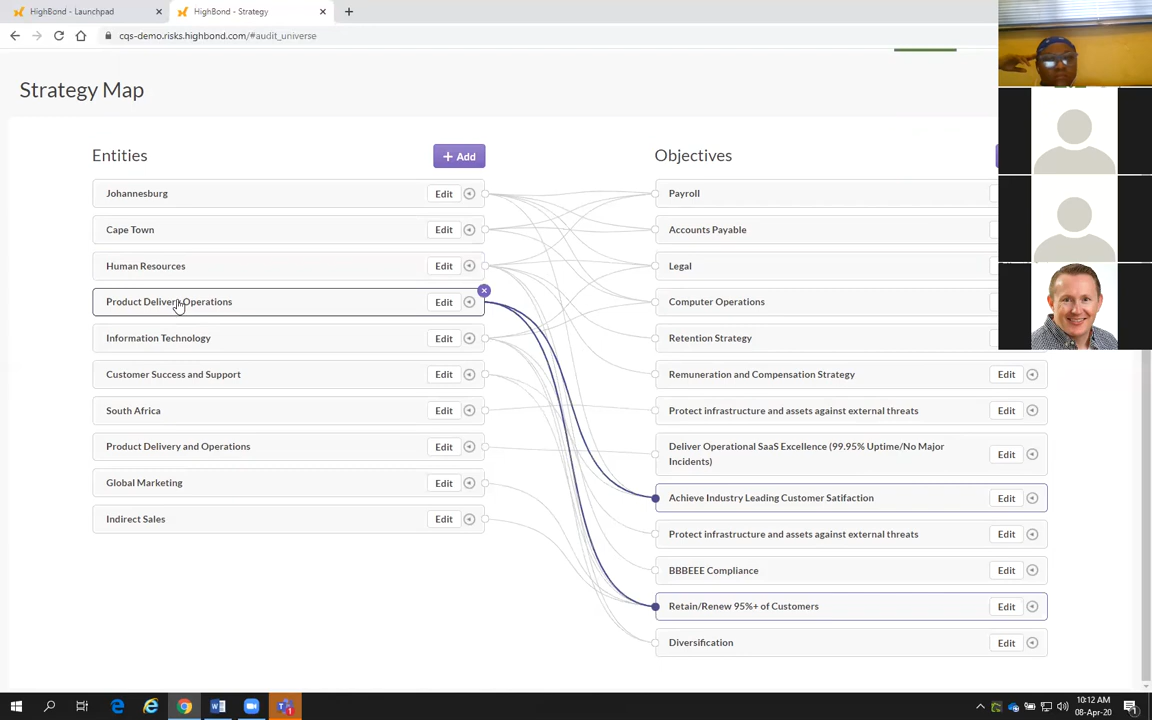 HighBond - Launchpad
HighBond - Strategy
cqs-demo.risks.highbond.com/#audit_universe
Strategy Map
Entities
+ Add
Objectives
Johannesburg Edit
Cape Town Edit
Human Resources Edit
Product Delivery Operations Edit
Information Technology Edit
Customer Success and Support Edit
South Africa Edit
Product Delivery and Operations Edit
Global Marketing Edit
Indirect Sales Edit
Payroll
Accounts Payable
Legal
Computer Operations
Retention Strategy
Remuneration and Compensation Strategy Edit
Protect infrastructure and assets against external threats Edit
Deliver Operational SaaS Excellence (99.95% Uptime/No Major
Incidents) Edit
Achieve Industry Leading Customer Satifaction Edit
Protect infrastructure and assets against external threats Edit
BBBEEE Compliance Edit
Retain/Renew 95%+ of Customers Edit
Diversification Edit
10:12 AM
08-Apr-20